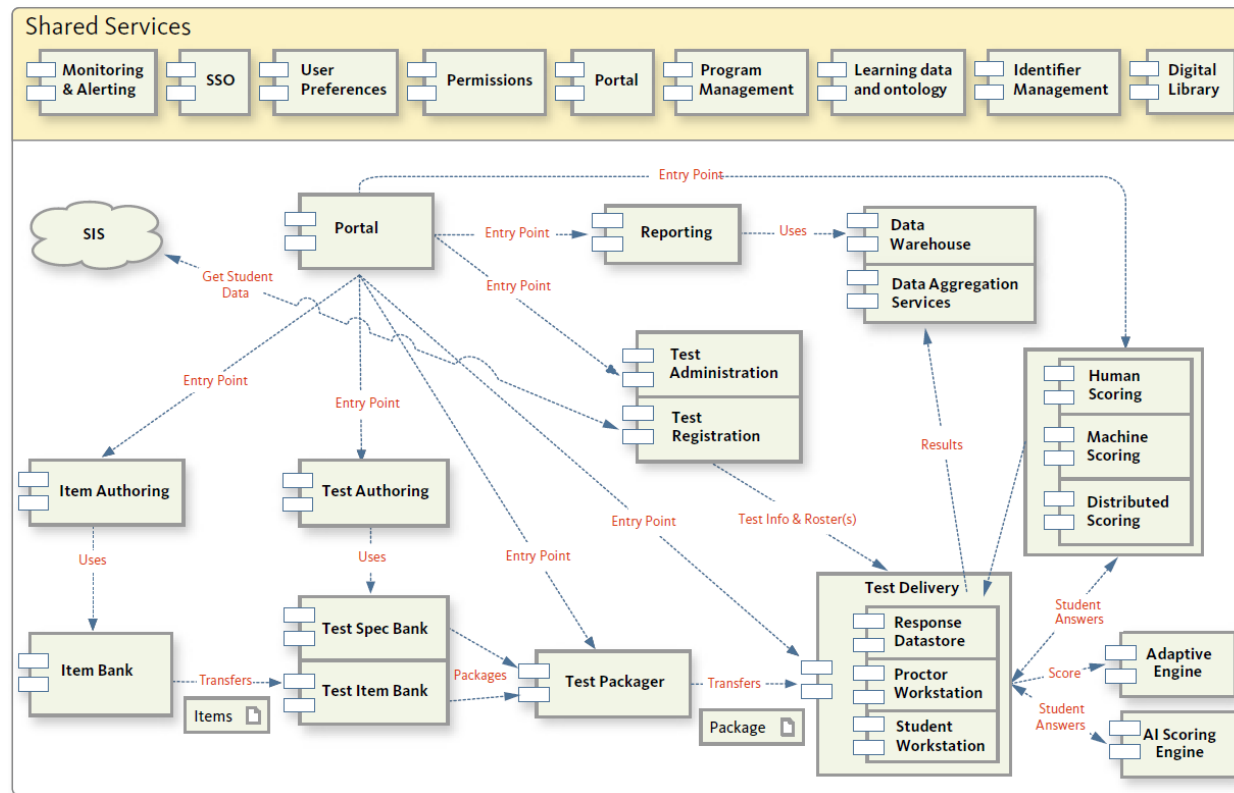 Shared Services
Monitoring
& Alerting
SSO
User
Preferences
Permissions
Portal
Program
Management
Learning data
and ontology
Identifier
Management
Digital
Library
Entry Point
SIS
Portal
Entry Point
Reporting
Uses
Data
Warehouse
Data Aggregation
Services
Get Student
Data
Entry Point
Test
Administration
Test
Registration
Human
Scoring
Machine
Scoring
Distributed
Scoring
Entry Point
Entry Point
Results
Item Authoring
Test Authoring
Entry Point
Test Info & Roster(s)
Uses
Uses
Entry Point
Test Delivery
Response
Datastore
Proctor
Workstation
Student
Workstation
Student
Answers
Item Bank
Transfers
Items
Test Spec Bank
Test Item Bank
Packages
Test Packager
Transfers
Package
Score
Adaptive
Engine
Student
Answers
AI Scoring
Engine